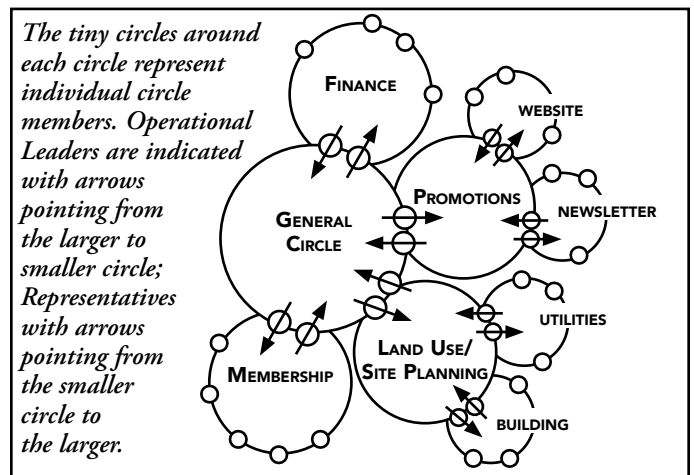 The tiny circles around
each circle represent
individual circle
members. Operational
Leaders are indicated
with arrows
pointing from
the larger to
smaller circle;
Representatives
with arrows
pointing from
the smaller
circle to
the larger.
FINANCE
WEBSITE
PROMOTIONS
NEWSLETTER
GENERAL
CIRCLE
UTILITIES
LAND USE/
SITE PLANNING
MEMBERSHIP
BUILDING